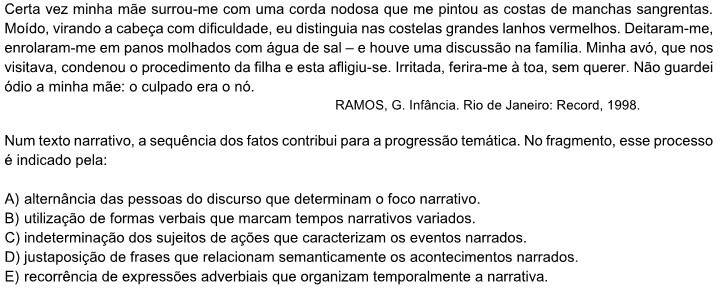 Certa vez minha mãe surrou-me com uma corda nodosa que me pintou as costas de manchas sangrentas.
Moído, virando a cabeça com dificuldade, eu distinguia nas costelas grandes lanhos vermelhos. Deitaram-me,
enrolaram-me em panos molhados com água de sal – e houve uma discussão na família. Minha avó, que nos
visitava, condenou o procedimento da filha e esta afligiu-se. Irritada, ferira-me à toa, sem querer. Não guardei
ódio a minha mãe: o culpado era o nó.
RAMOS, G. Infância. Rio de Janeiro: Record, 1998.
Num texto narrativo, a sequência dos fatos contribui para a progressão temática. No fragmento, esse processo
é indicado pela:
A) alternância das pessoas do discurso que determinam o foco narrativo.
B) utilização de formas verbais que marcam tempos narrativos variados.
C) indeterminação dos sujeitos de ações que caracterizam os eventos narrados.
D) justaposição de frases que relacionam semanticamente os acontecimentos narrados.
E) recorrência de expressões adverbiais que organizam temporalmente a narrativa.